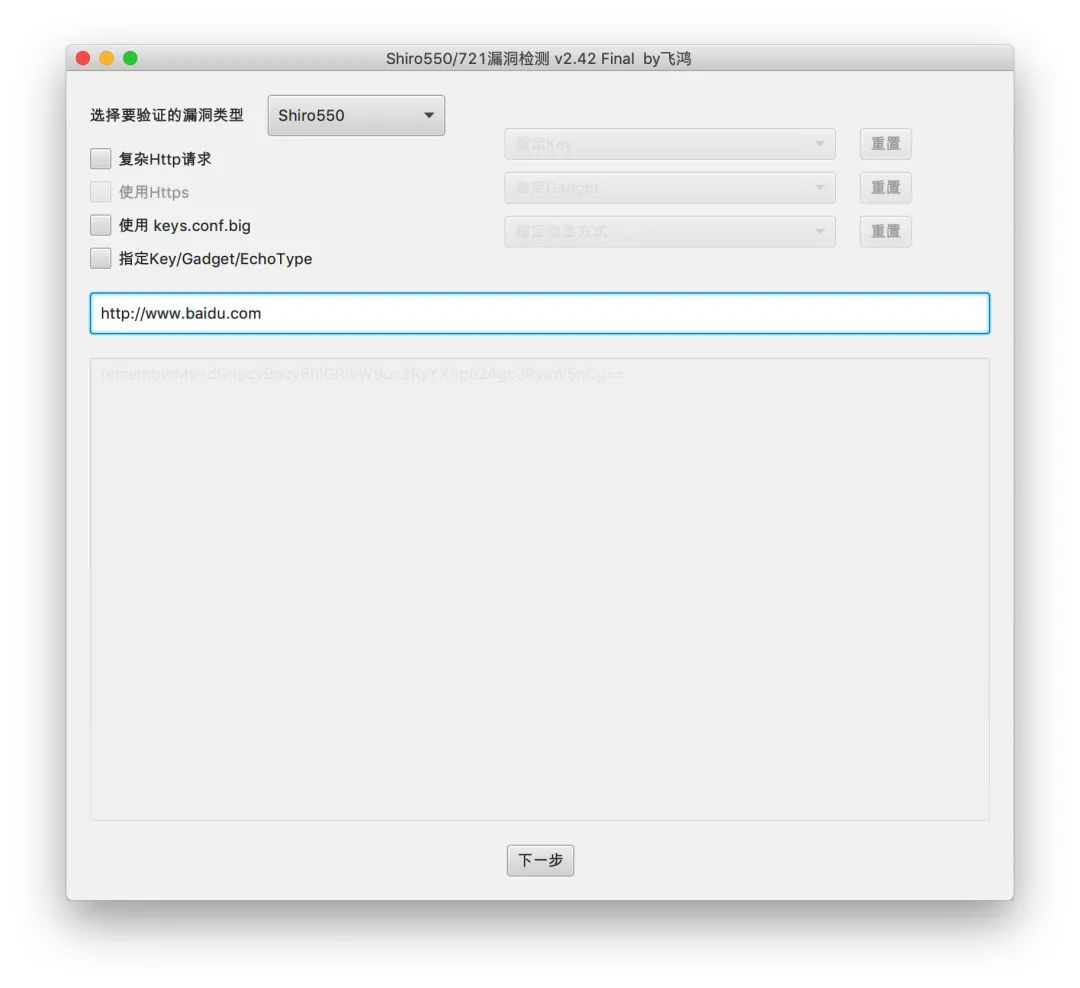 Shiro550/721漏洞检测 v2.42 Final by飞鸿
选择要验证的漏洞类型 Shiro550
复杂Http请求
指定Key 重置
使用Https
指定Gadget 重置
使用 keys.conf.big
指定回显方式 重置
指定Key/Gadget/EchoType
http://www.baidu.com
下一步